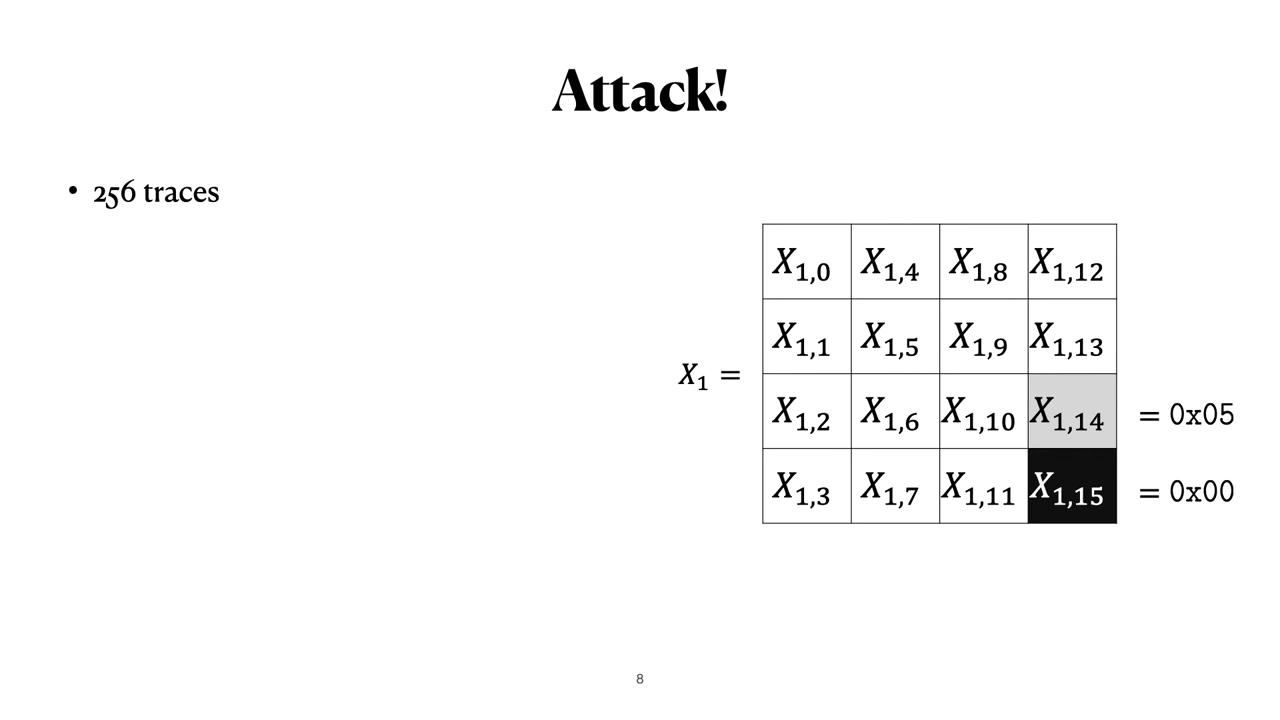 Attack!
• 256 traces
X1,0 X1,4 X1,8 X1,12
X1,1 X1,5 X1,9 X1,13
X1 =
X1,2 X1,6 X1,10 X1,14 = 0x05
X1,3 X1,7 X1,11 X1,15 = 0x00
8